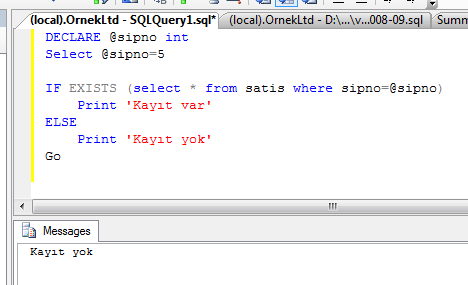 (local).OrnekLtd - SQLQuery1.sql* (local).OrnekLtd - D:\...\v...008-09.sql Summ
DECLARE @sipno int
Select @sipno=5
IF EXISTS (select * from satis where sipno=@sipno)
Print 'Kayıt var'
ELSE
Print 'Kayıt yok'
Go
Messages
Kayıt yok